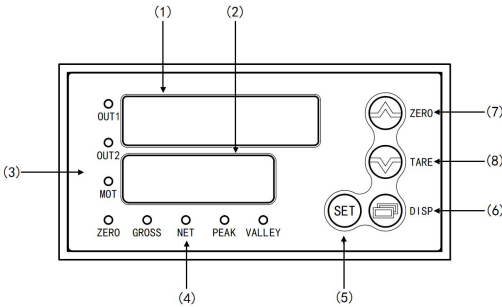 (1) (2)
OUT1 ZERO (7)
OUT2 TARE (8)
(3)
MOT
SET DISP (6)
ZERO GROSS NET PEAK VALLEY
(4) (5)